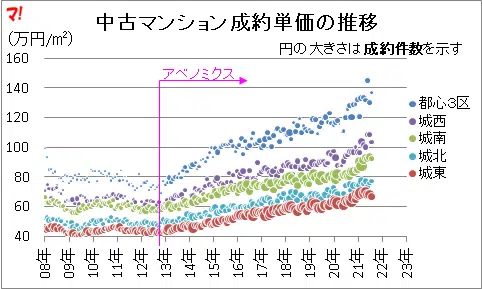 マ!
中古マンション成約単価の推移
(万円/㎡)
円の大きさは成約件数を示す
アベノミクス
160
140
120
100
80
60
40
都心3区
城西
城南
城北
城東
08年 09年 10年 11年 12年 13年 14年 15年 16年 17年 18年 19年 20年 21年 22年 23年